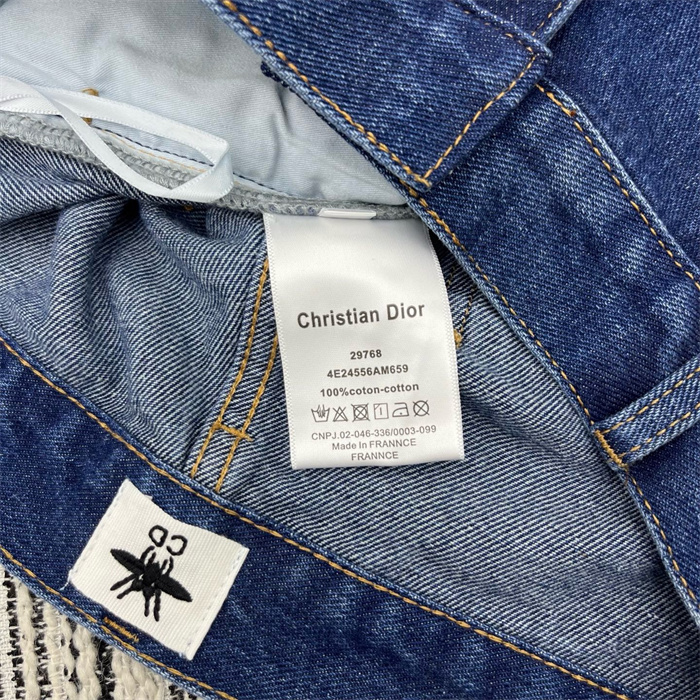 Christian Dior
29768
4E24556AM659
100%coton-cotton
CNPJ.02-046-336/0003-099
Made In FRANNCE
FRANNCE
CD